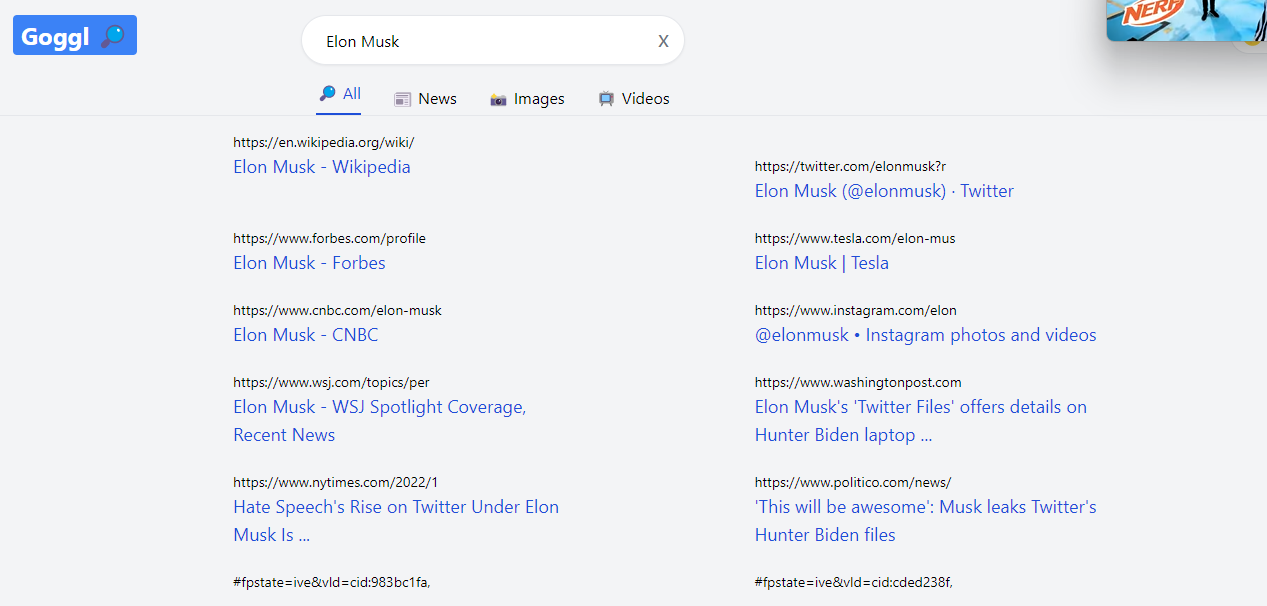 Goggl
Elon Musk
X
NERF
All
News
Images
Videos
https://en.wikipedia.org/wiki/
Elon Musk - Wikipedia
https://twitter.com/elonmusk?r
Elon Musk (@elonmusk) · Twitter
https://www.forbes.com/profile
Elon Musk - Forbes
https://www.tesla.com/elon-mus
Elon Musk | Tesla
https://www.cnbc.com/elon-musk
Elon Musk - CNBC
https://www.instagram.com/elon
@elonmusk • Instagram photos and videos
https://www.wsj.com/topics/per
Elon Musk - WSJ Spotlight Coverage,
Recent News
https://www.washingtonpost.com
Elon Musk's 'Twitter Files' offers details on
Hunter Biden laptop ...
https://www.nytimes.com/2022/1
Hate Speech's Rise on Twitter Under Elon
Musk Is ...
https://www.politico.com/news/
'This will be awesome': Musk leaks Twitter's
Hunter Biden files
#fpstate=ive&vld=cid:983bc1fa,
#fpstate=ive&vld=cid:cded238f,